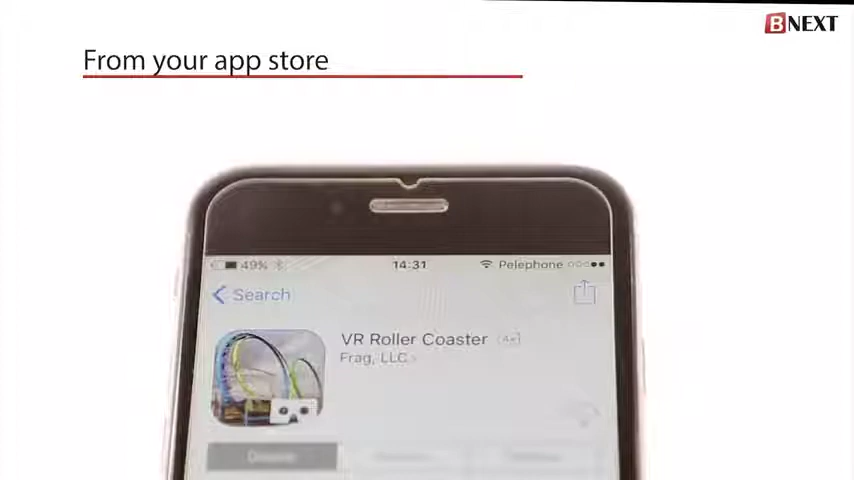 BNEXT
From your app store
49%
14:31
Pelephone
Search
VR Roller Coaster 4+
Frag, LLC